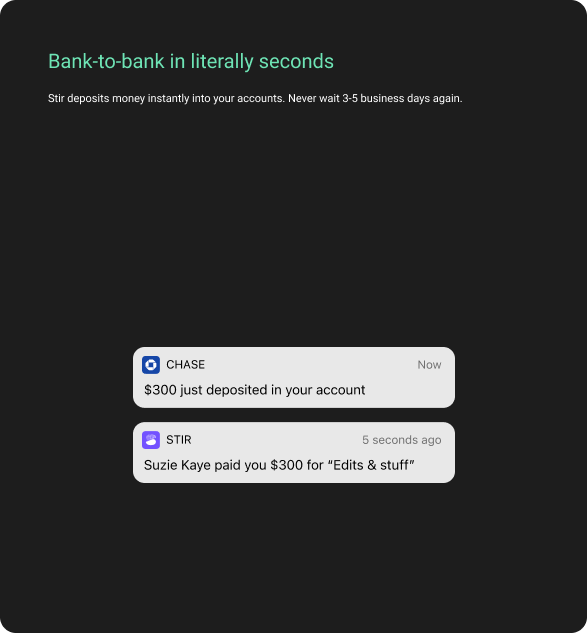 Bank-to-bank in literally seconds
Stir deposits money instantly into your accounts. Never wait 3-5 business days again.
CHASE Now
$300 just deposited in your account
STIR 5 seconds ago
Suzie Kaye paid you $300 for “Edits & stuff”